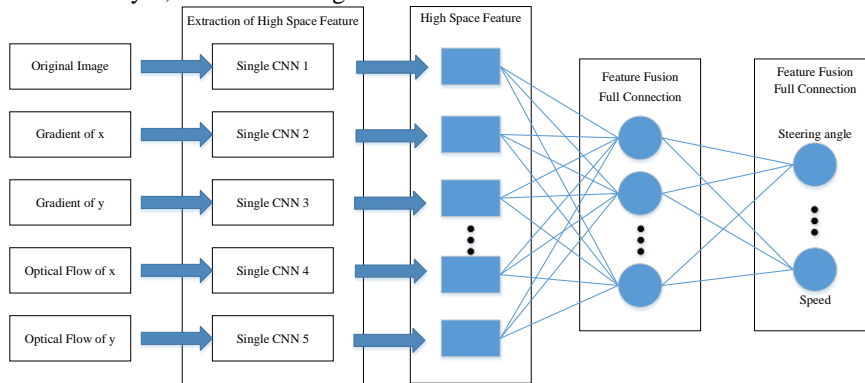 Extraction of High Space Feature
High Space Feature
Original Image
Single CNN 1
Feature Fusion
Full Connection
Feature Fusion
Full Connection
Gradient of x
Single CNN 2
Steering angle
Gradient of y
Single CNN 3
Optical Flow of x
Single CNN 4
Speed
Optical Flow of y
Single CNN 5